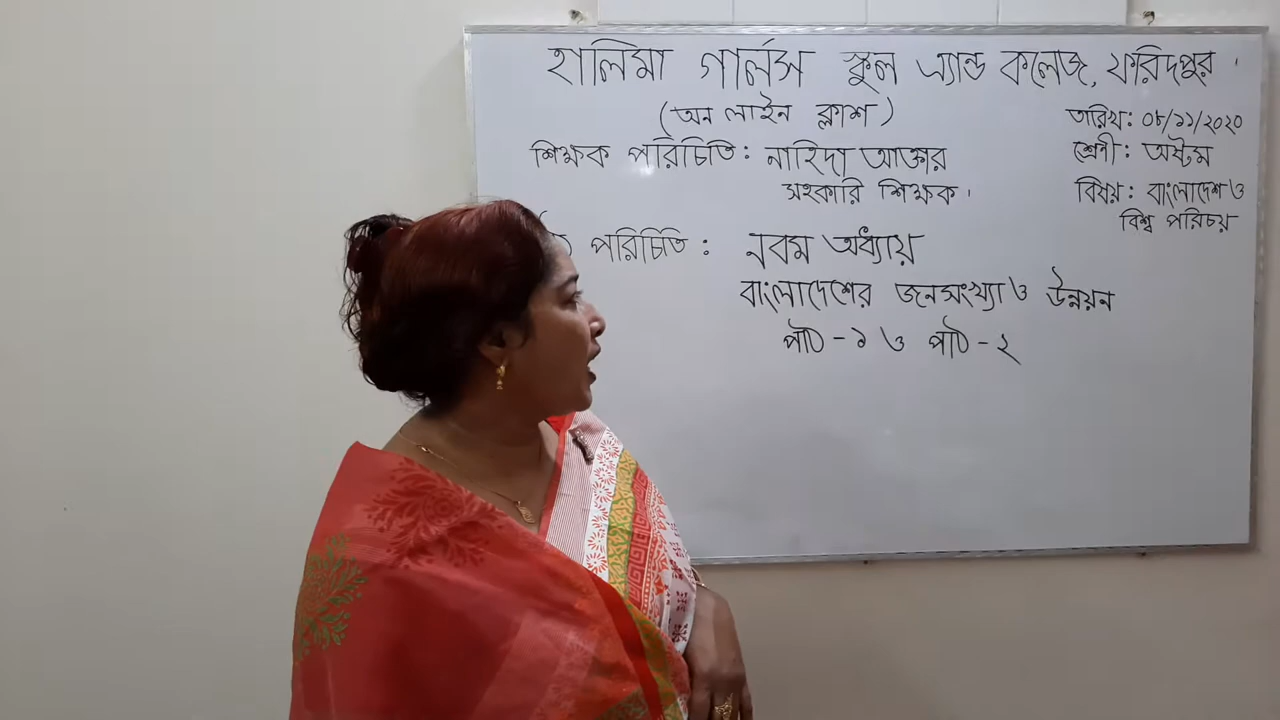 হালিমা গার্লস স্কুল এ্যান্ড কলেজ, ফরিদপুর ।
(অন লাইন ক্লাশ)
তারিখ: ০৮/১১/২০২০
শিক্ষক পরিচিতি: নাহিদা আক্তার
শ্রেণী: অষ্টম
সহকারি শিক্ষক ।
বিষয়: বাংলাদেশ ও
বিশ্ব পরিচয়
পরিচিতি: নবম অধ্যায়
বাংলাদেশের জনসংখ্যা ও উন্নয়ন
পাঠ - ১ ও পাঠ - ২